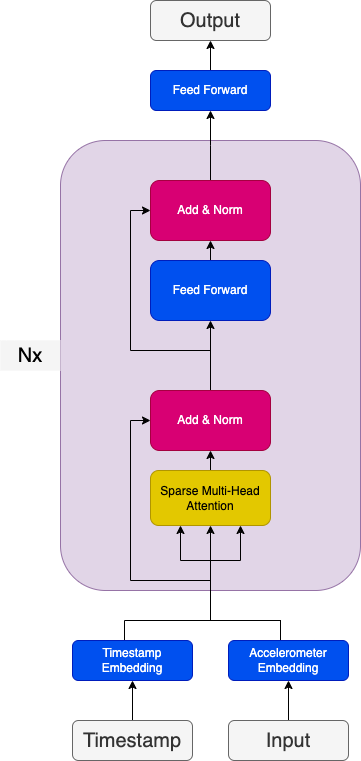 Output
Feed Forward
Add & Norm
Feed Forward
Nx
Add & Norm
Sparse Multi-Head
Attention
Timestamp
Embedding
Accelerometer
Embedding
Timestamp
Input